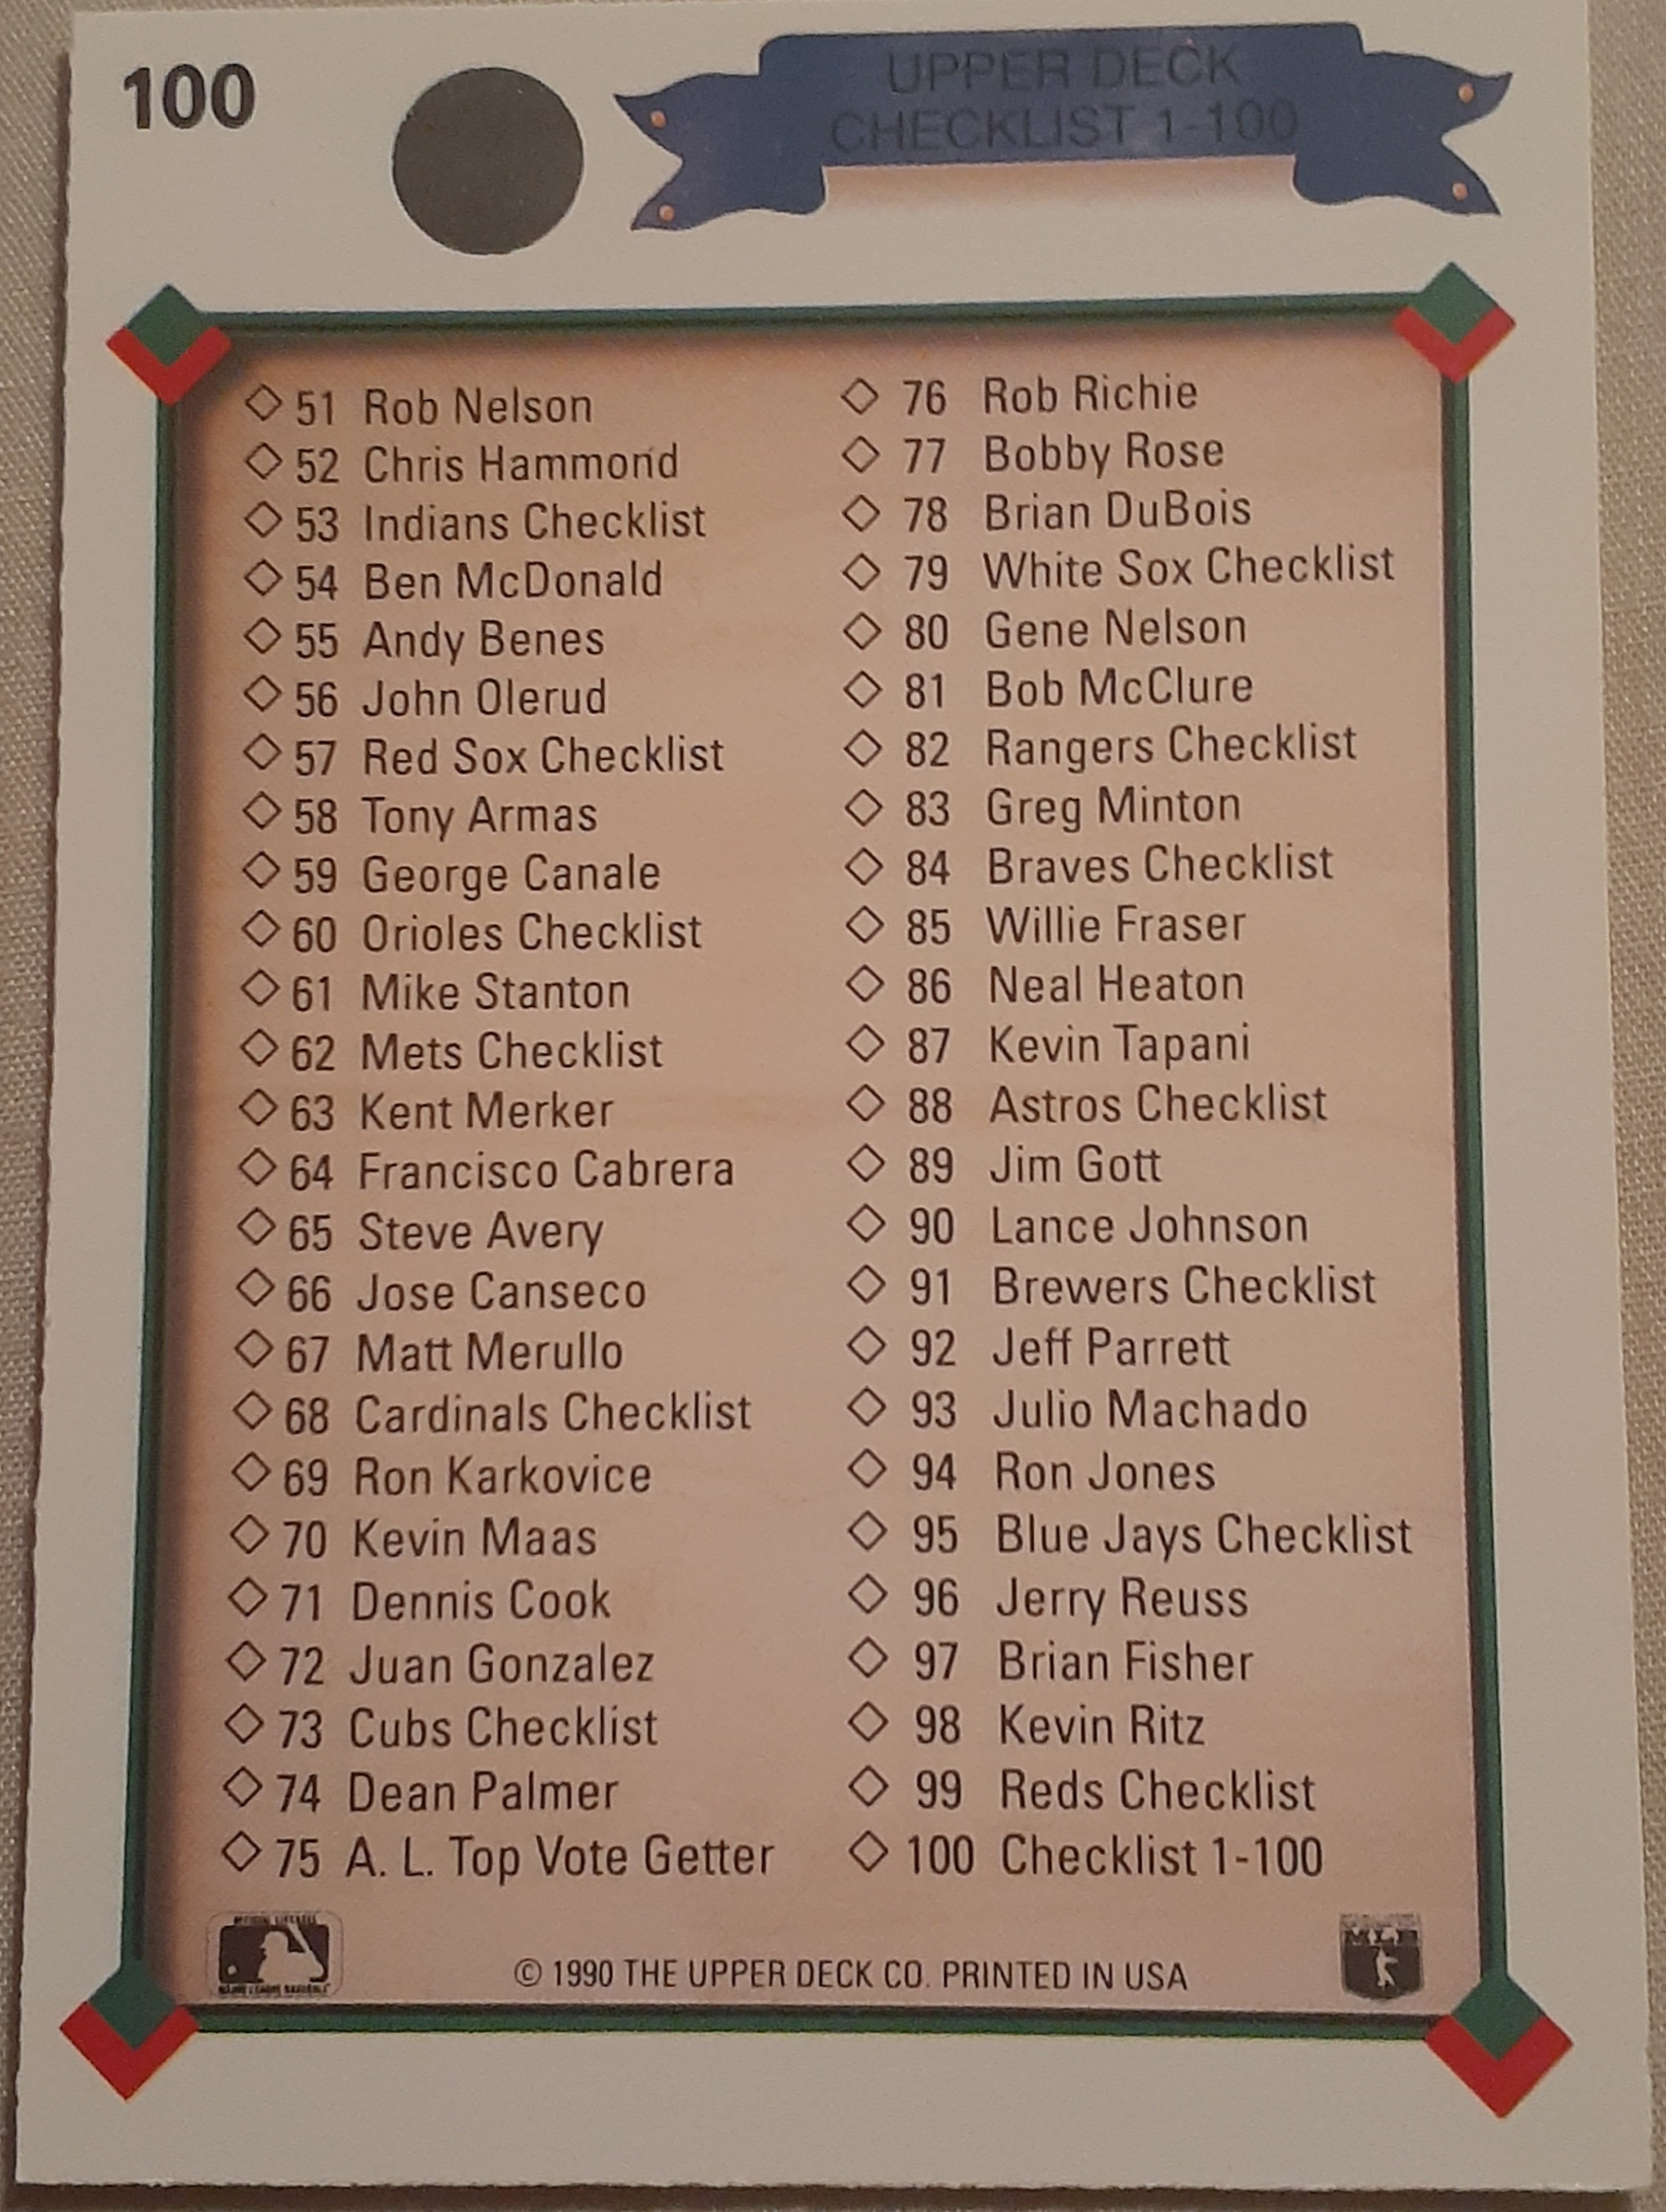 100
UPPER DECK
CHECKLIST 1-100
51 Rob Nelson
52 Chris Hammond
53 Indians Checklist
54 Ben McDonald
55 Andy Benes
56 John Olerud
57 Red Sox Checklist
58 Tony Armas
59 George Canale
60 Orioles Checklist
61 Mike Stanton
62 Mets Checklist
63 Kent Merker
64 Francisco Cabrera
65 Steve Avery
66 Jose Canseco
67 Matt Merullo
68 Cardinals Checklist
69 Ron Karkovice
70 Kevin Maas
71 Dennis Cook
72 Juan Gonzalez
73 Cubs Checklist
74 Dean Palmer
75 A. L. Top Vote Getter
76 Rob Richie
77 Bobby Rose
78 Brian DuBois
79 White Sox Checklist
80 Gene Nelson
81 Bob McClure
82 Rangers Checklist
83 Greg Minton
84 Braves Checklist
85 Willie Fraser
86 Neal Heaton
87 Kevin Tapani
88 Astros Checklist
89 Jim Gott
90 Lance Johnson
91 Brewers Checklist
92 Jeff Parrett
93 Julio Machado
94 Ron Jones
95 Blue Jays Checklist
96 Jerry Reuss
97 Brian Fisher
98 Kevin Ritz
99 Reds Checklist
100 Checklist 1-100
© 1990 THE UPPER DECK CO. PRINTED IN USA